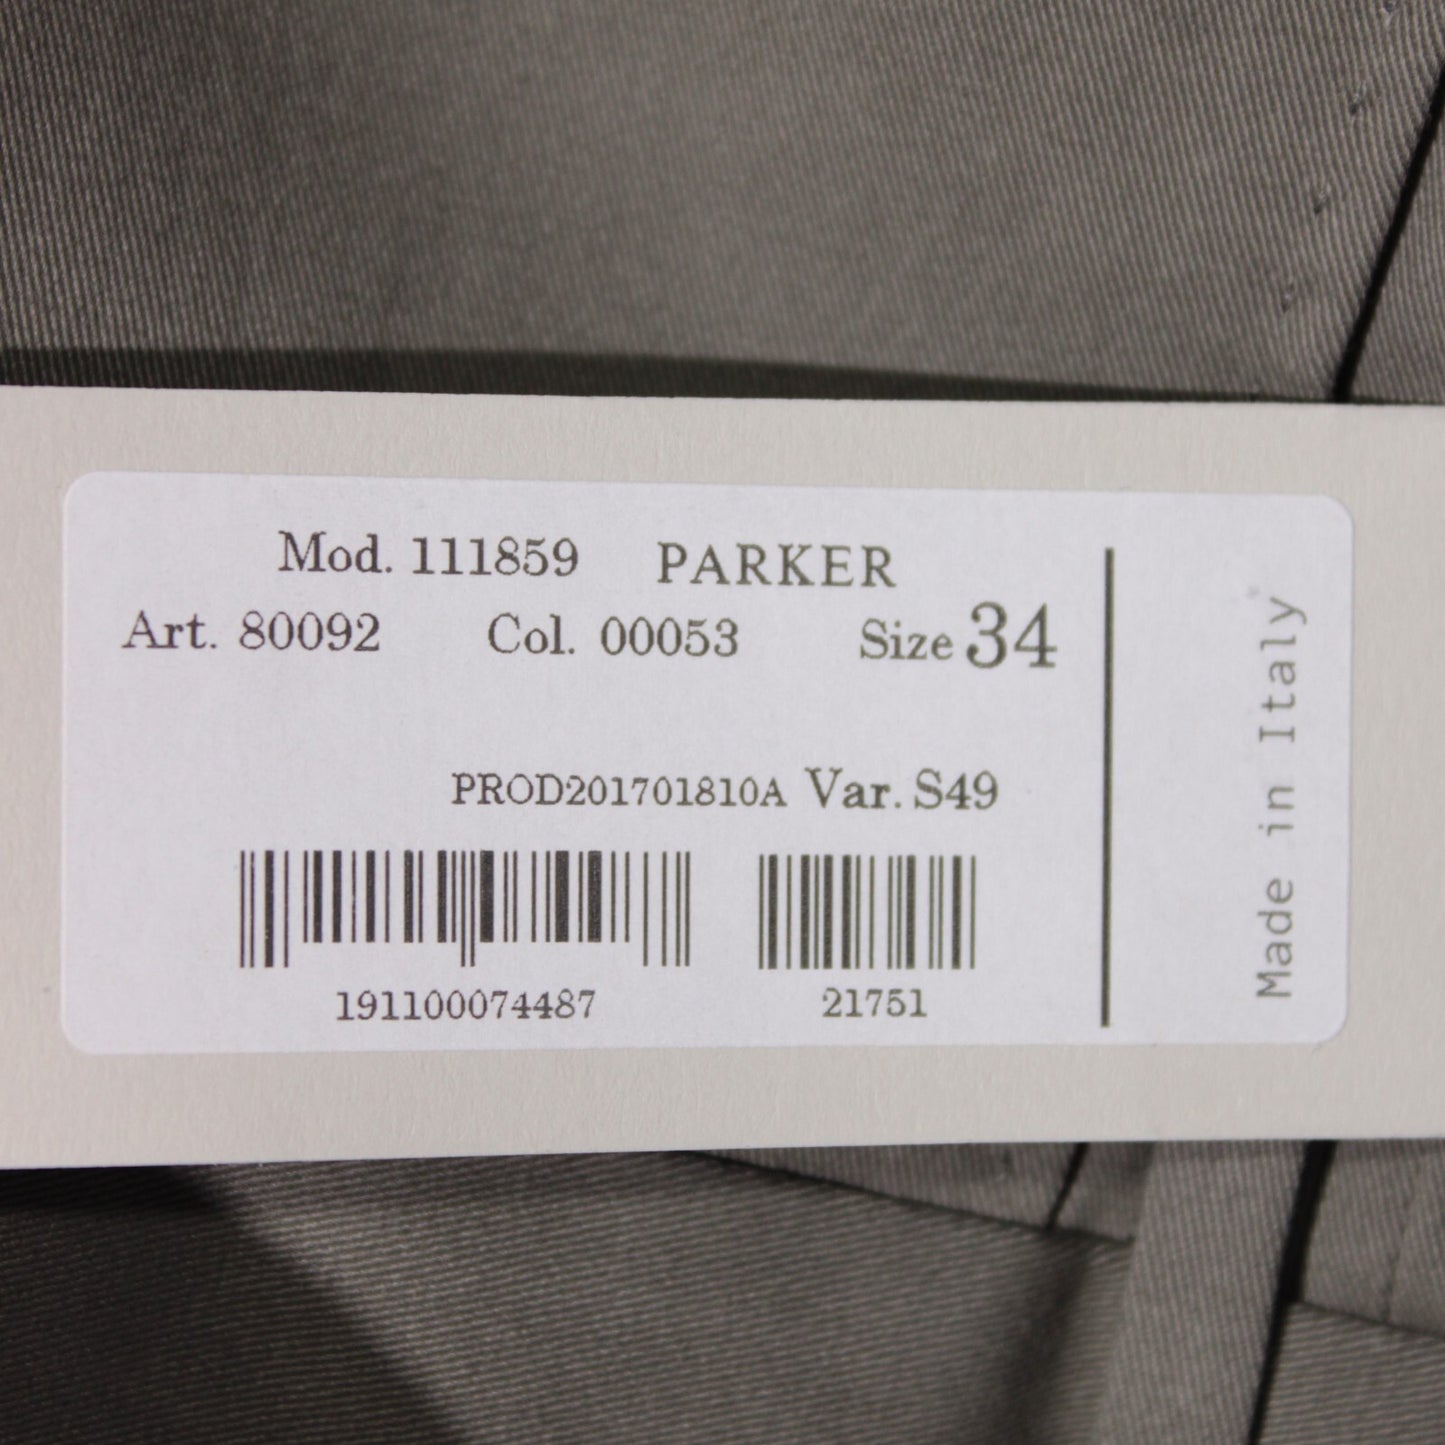 Mod. 111859 PARKER
Art. 80092 Col. 00053 Size 34
PROD201701810A Var. S49
191100074487 21751
Made in Italy